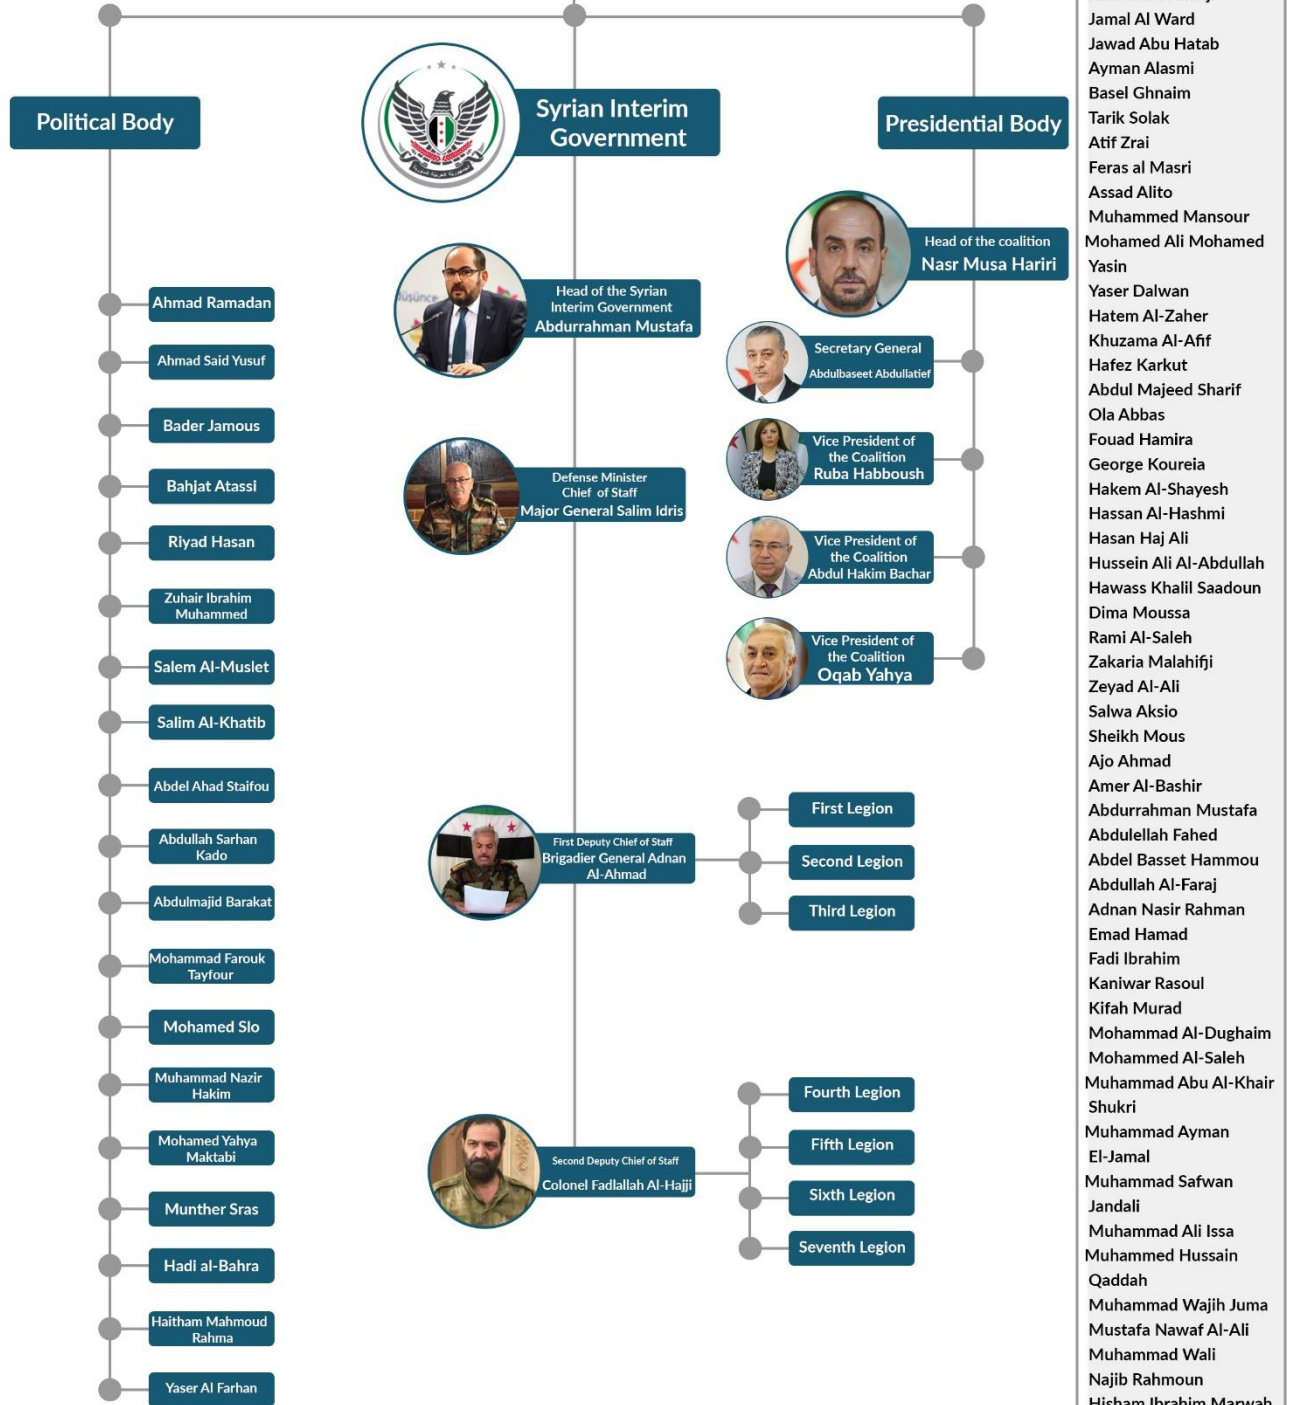 Political Body
Syrian Interim
Government
Presidential Body
Head of the coalition
Nasr Musa Hariri
Head of the Syrian
Interim Government
Abdurrahman Mustafa
Secretary General
Abdulbaseet Abdullatief
Vice President of
the Coalition
Ruba Habboush
Defense Minister
Chief of Staff
Major General Salim Idris
Vice President of
the Coalition
Abdul Hakim Bachar
Vice President of
the Coalition
Oqab Yahya
First Deputy Chief of Staff
Brigadier General Adnan
Al-Ahmad
First Legion
Second Legion
Third Legion
Second Deputy Chief of Staff
Colonel Fadlallah Al-Hajji
Fourth Legion
Fifth Legion
Sixth Legion
Seventh Legion
Ahmad Ramadan
Ahmad Said Yusuf
Bader Jamous
Bahjat Atassi
Riyad Hasan
Zuhair Ibrahim
Muhammed
Salem Al-Muslet
Salim Al-Khatib
Abdel Ahad Staifou
Abdullah Sarhan
Kado
Abdulmajid Barakat
Mohammad Farouk
Tayfour
Mohamed Slo
Muhammad Nazir
Hakim
Mohamed Yahya
Maktabi
Munther Sras
Hadi al-Bahra
Haitham Mahmoud
Rahma
Yaser Al Farhan
Jamal Al Ward
Jawad Abu Hatab
Ayman Alasmi
Basel Ghnaim
Tarik Solak
Atif Zrai
Feras al Masri
Assad Alito
Muhammed Mansour
Mohamed Ali Mohamed
Yasin
Yaser Dalwan
Hatem Al-Zaher
Khuzama Al-Afif
Hafez Karkut
Abdul Majeed Sharif
Ola Abbas
Fouad Hamira
George Koureia
Hakem Al-Shayesh
Hassan Al-Hashmi
Hasan Haj Ali
Hussein Ali Al-Abdullah
Hawass Khalil Saadoun
Dima Moussa
Rami Al-Saleh
Zakaria Malahifji
Zeyad Al-Ali
Salwa Aksio
Sheikh Mous
Ajo Ahmad
Amer Al-Bashir
Abdurrahman Mustafa
Abdulellah Fahed
Abdel Basset Hammou
Abdullah Al-Faraj
Adnan Nasir Rahman
Emad Hamad
Fadi Ibrahim
Kaniwar Rasoul
Kifah Murad
Mohammad Al-Dughaim
Mohammed Al-Saleh
Muhammad Abu Al-Khair
Shukri
Muhammad Ayman
El-Jamal
Muhammad Safwan
Jandali
Muhammad Ali Issa
Muhammed Hussain
Qaddah
Muhammad Wajih Juma
Mustafa Nawaf Al-Ali
Muhammad Wali
Najib Rahmoun
Hisham Ibrahim Marwah